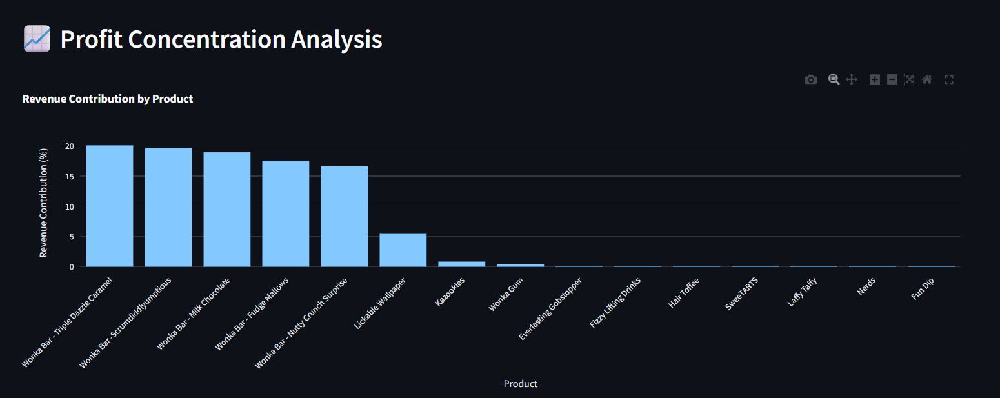 Profit Concentration Analysis
Revenue Contribution by Product
Revenue Contribution (%)
20
15
10
5
0
Wonka Bar - Triple Dazzle Caramel
Wonka Bar -Scrumdiddlyumptious
Wonka Bar - Milk Chocolate
Wonka Bar - Fudge Mallows
Wonka Bar - Nutty Crunch Surprise
Lickable Wallpaper
Kazookles
Wonka Gum
Everlasting Gobstopper
Fizzy Lifting Drinks
Hair Toffee
SweeTARTS
Laffy Taffy
Nerds
Fun Dip
Product